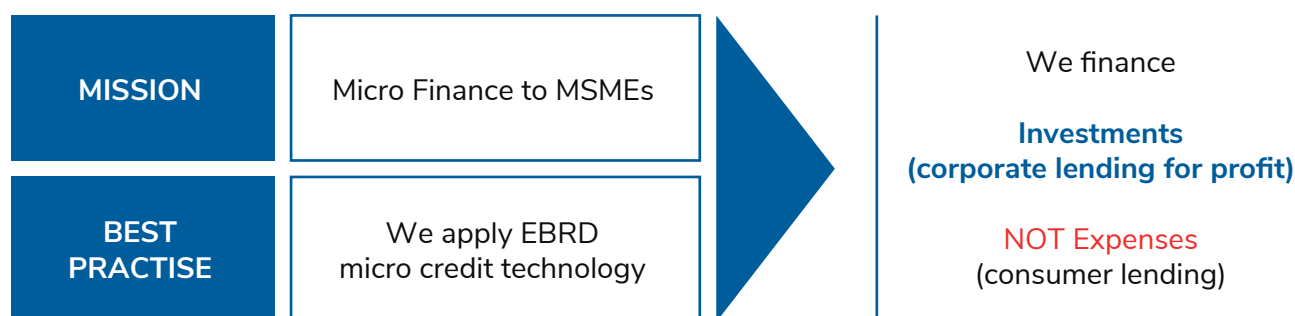 MISSION
Micro Finance to MSMEs
BEST
PRACTISE
We apply EBRD
micro credit technology
We finance
Investments
(corporate lending for profit)
NOT Expenses
(consumer lending)